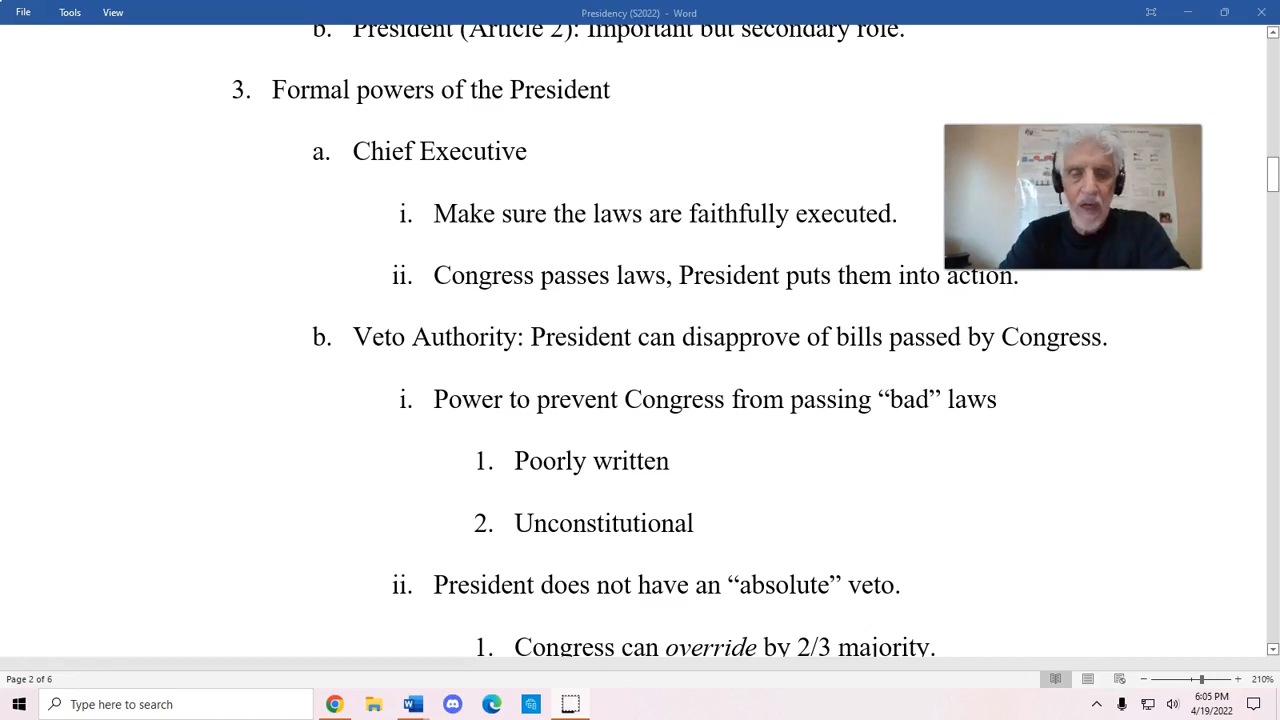 File Tools View Presidency (S2022) - Word
b. President (Article 2): Important but secondary role.
3. Formal powers of the President
a. Chief Executive
i. Make sure the laws are faithfully executed.
ii. Congress passes laws, President puts them into action.
b. Veto Authority: President can disapprove of bills passed by Congress.
i. Power to prevent Congress from passing “bad” laws
1. Poorly written
2. Unconstitutional
ii. President does not have an “absolute” veto.
1. Congress can override by 2/3 majority.
Page 2 of 6 210%
Type here to search 6:05 PM
4/19/2022